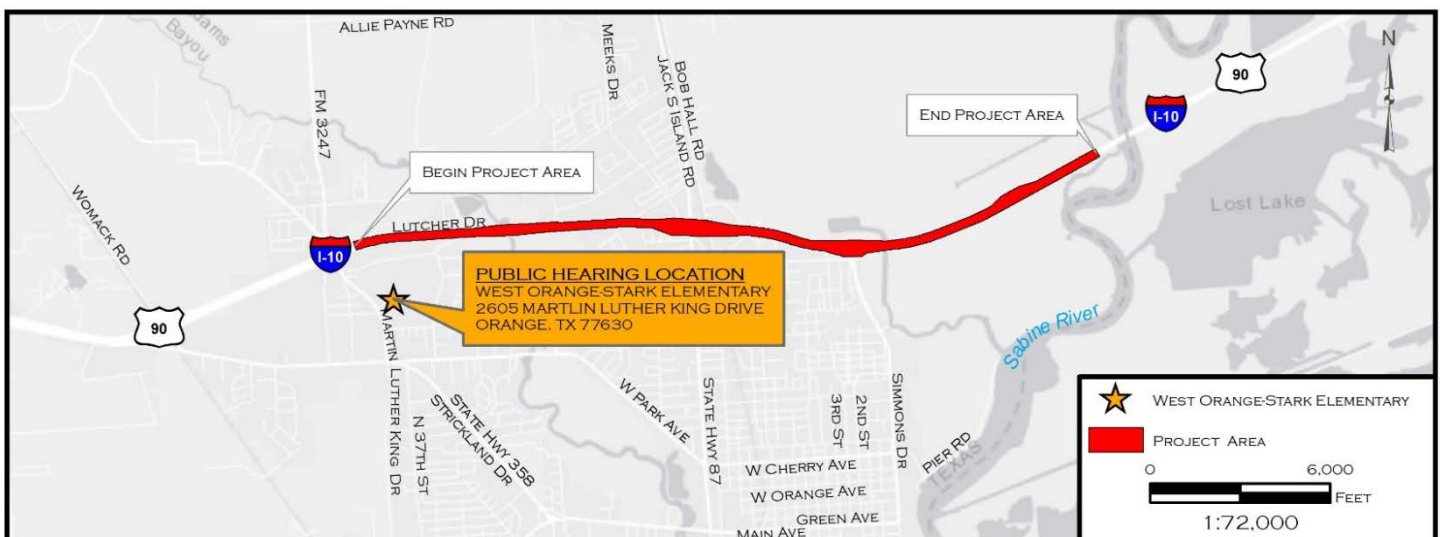 ALLIE PAYNE RD
Adams
Bayou
MEEKS DR
BOB HALL RD
JACK S ISLAND RD
N
90
I-10
END PROJECT AREA
FM 3247
BEGIN PROJECT AREA
WOMACK RD
LUTCHER DR
Lost Lake
I-10
PUBLIC HEARING LOCATION
WEST ORANGE-STARK ELEMENTARY
2605 MARTLIN LUTHER KING DRIVE
ORANGE, TX 77630
90
Sabine River
MARTIN LUTHER KING DR
N 37TH ST
STATE HWY 358
STRICKLAND DR
W PARK AVE
STATE HWY 87
3RD ST
2ND ST
SIMMONS DR
PIER RD
TEXAS
W CHERRY AVE
W ORANGE AVE
GREEN AVE
MAIN AVE
WEST ORANGE-STARK ELEMENTARY
PROJECT AREA
0 6,000
FEET
1:72,000